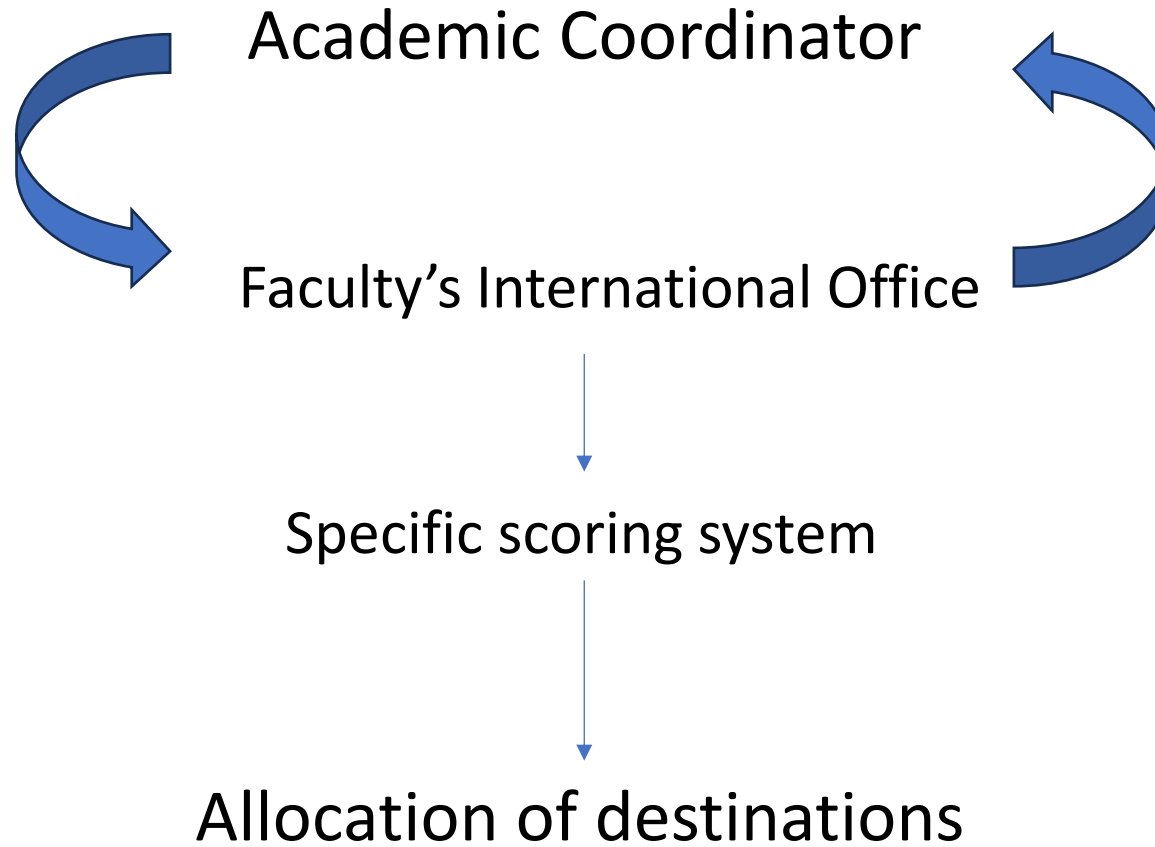 Academic Coordinator
Faculty’s International Office
Specific scoring system
Allocation of destinations